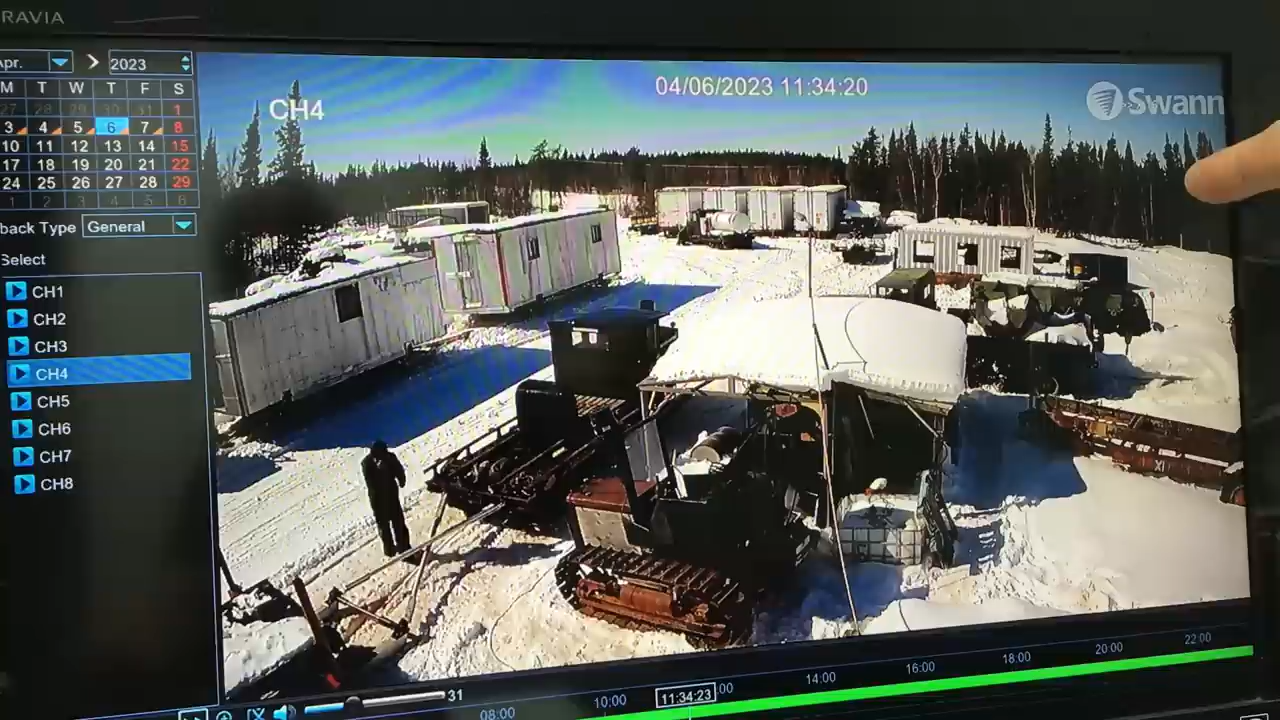 RAVIA
Apr.
2023
M T W T F S
27 28 29 30 31 1
3 4 5 6 7 8
10 11 12 13 14 15
17 18 19 20 21 22
24 25 26 27 28 29
1 2 3 4 5 6
back Type General
Select
CH1
CH2
CH3
CH4
CH5
CH6
CH7
CH8
CH4
04/06/2023 11:34:20
Swann
XI
31
08:00 10:00 11:34:23 :00 14:00 16:00 18:00 20:00 22:00